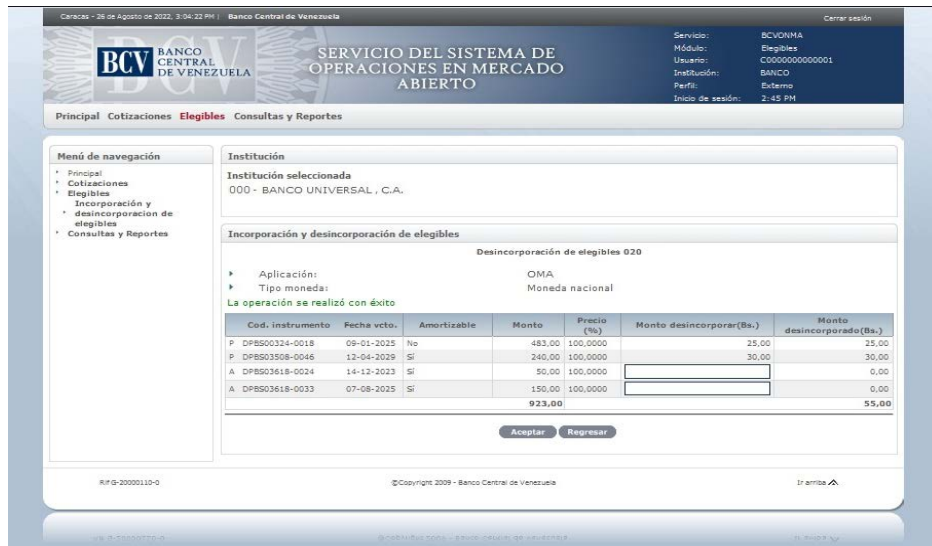 Caracas - 26 de Agosto de 2022, 3:04:22 PM | Banco Central de Venezuela
Cerrar sesión
BCV BANCO CENTRAL DE VENEZUELA
SERVICIO DEL SISTEMA DE
OPERACIONES EN MERCADO
ABIERTO
Servicio: BCVONMA
Módulo: Elegibles
Usuario: C0000000000001
Institución: BANCO
Perfil: Externo
Inicio de sesión: 2:45 PM
Principal Cotizaciones Elegibles Consultas y Reportes
Menú de navegación
Principal
Cotizaciones
Elegibles
Incorporación y
desincorporacion de
elegibles
Consultas y Reportes
Institución
Institución seleccionada
000 - BANCO UNIVERSAL , C.A.
Incorporación y desincorporación de elegibles
Desincorporación de elegibles 020
Aplicación: OMA
Tipo moneda: Moneda nacional
La operación se realizó con éxito
Cod. instrumento Fecha vcto. Amortizable Monto Precio (%) Monto desincorporar(Bs.) Monto desincorporado(Bs.)
P DPBS00324-0018 09-01-2025 No 483,00 100,0000 25,00 25,00
P DPBS03508-0046 12-04-2029 Sí 240,00 100,0000 30,00 30,00
A DPBS03618-0024 14-12-2023 Sí 50,00 100,0000 0,00
A DPBS03618-0033 07-08-2025 Sí 150,00 100,0000 0,00
923,00 55,00
Aceptar Regresar
Rif G-20000110-0
©Copyright 2009 - Banco Central de Venezuela
Ir arriba